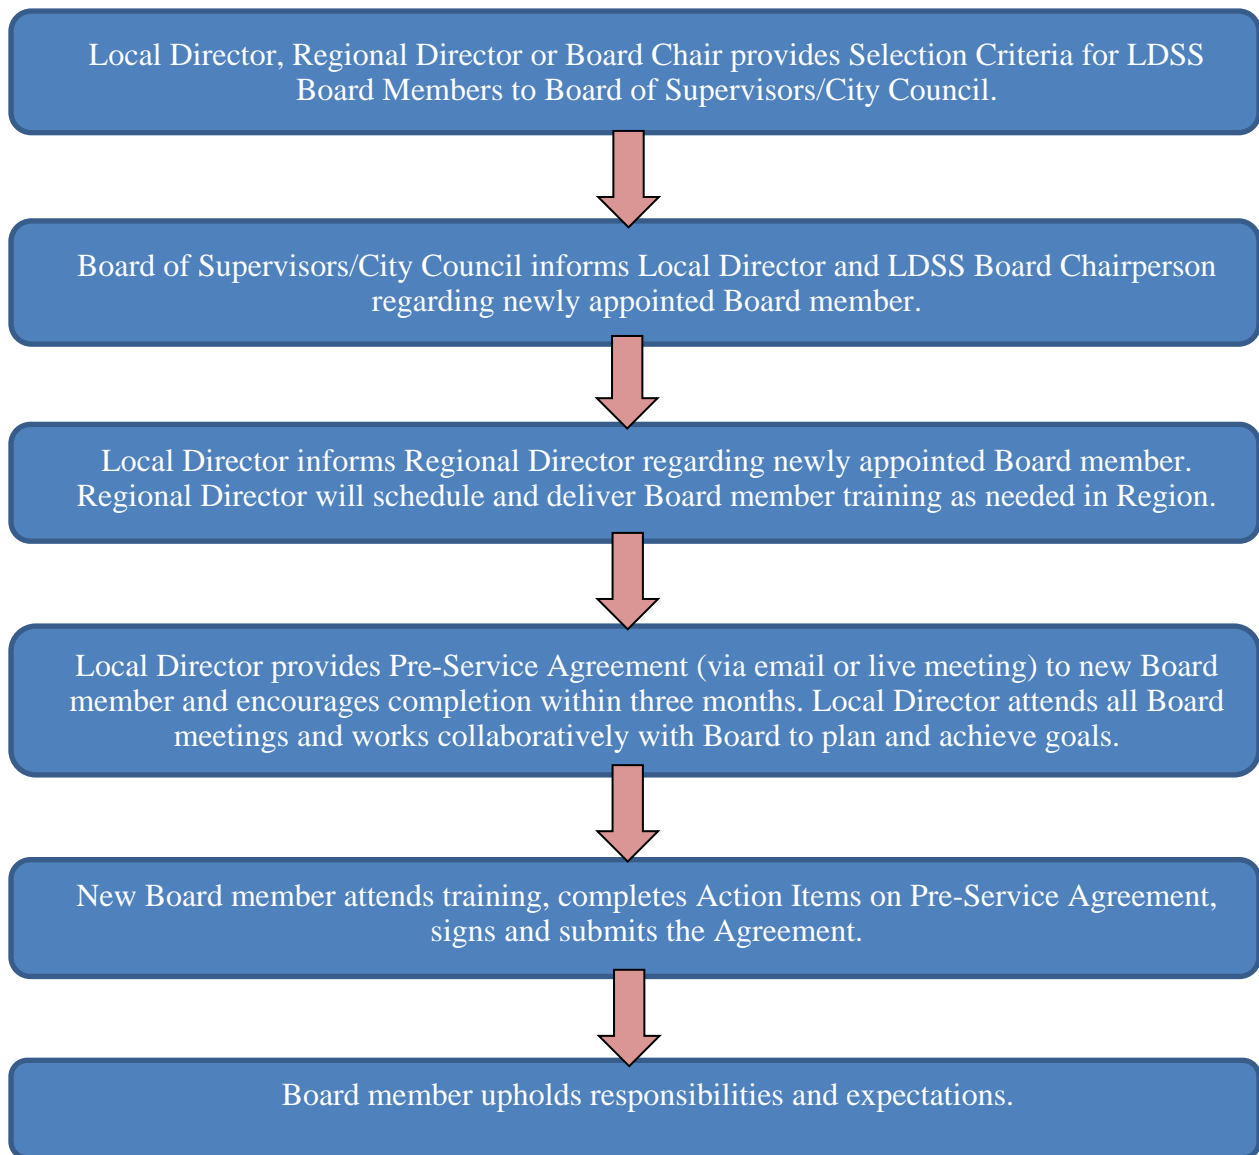 Local Director, Regional Director or Board Chair provides Selection Criteria for LDSS
Board Members to Board of Supervisors/City Council.
Board of Supervisors/City Council informs Local Director and LDSS Board Chairperson
regarding newly appointed Board member.
Local Director informs Regional Director regarding newly appointed Board member.
Regional Director will schedule and deliver Board member training as needed in Region.
Local Director provides Pre-Service Agreement (via email or live meeting) to new Board
member and encourages completion within three months. Local Director attends all Board
meetings and works collaboratively with Board to plan and achieve goals.
New Board member attends training, completes Action Items on Pre-Service Agreement,
signs and submits the Agreement.
Board member upholds responsibilities and expectations.